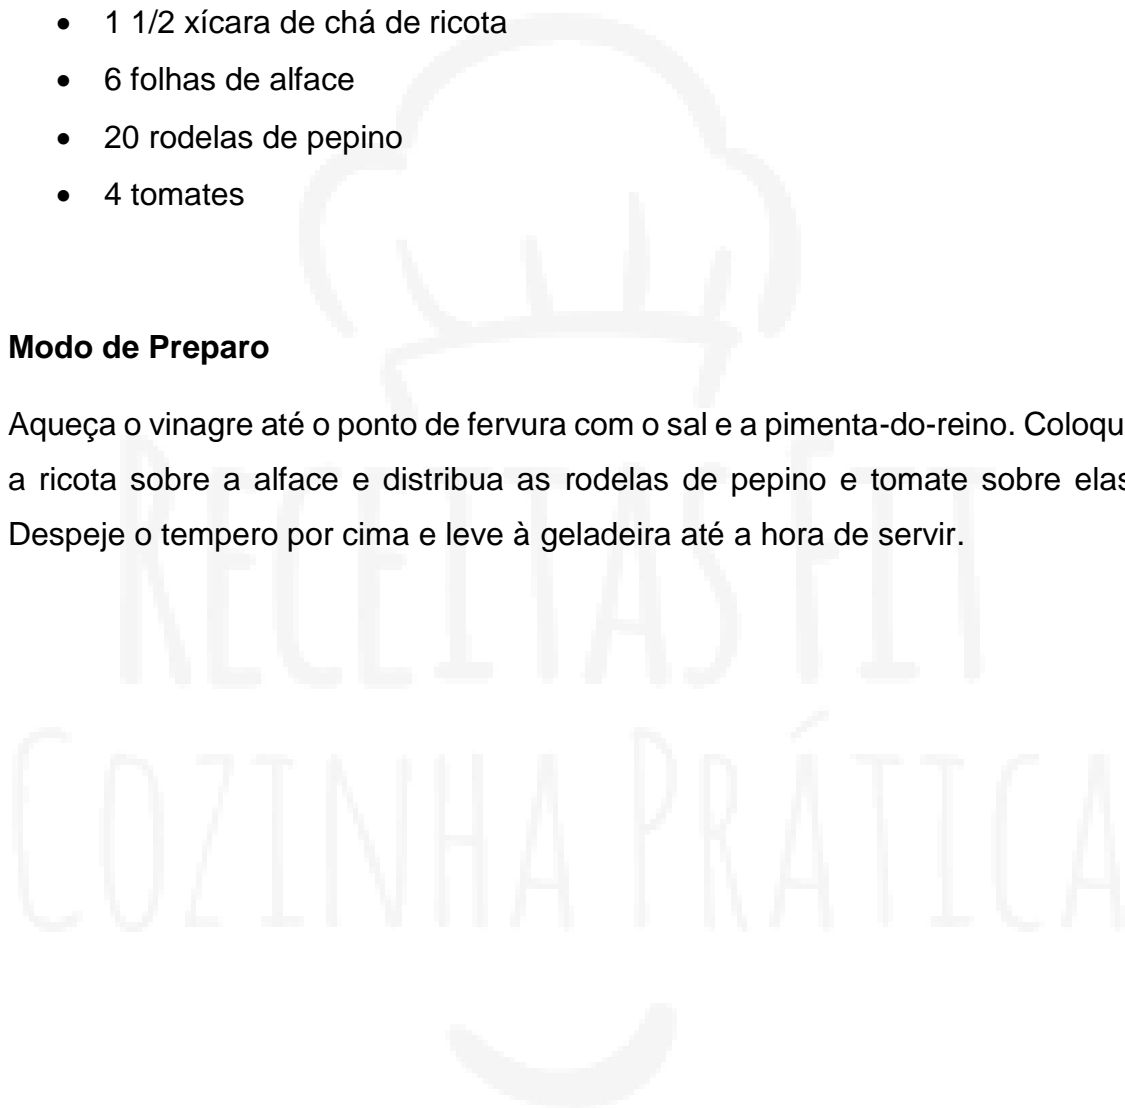 • 1 1/2 xícara de chá de ricota
• 6 folhas de alface
• 20 rodelas de pepino
• 4 tomates
Modo de Preparo
Aqueça o vinagre até o ponto de fervura com o sal e a pimenta-do-reino. Coloqu
a ricota sobre a alface e distribua as rodelas de pepino e tomate sobre elas
Despeje o tempero por cima e leve à geladeira até a hora de servir.
RECEITAS FIT
COZINHA PRÁTICA